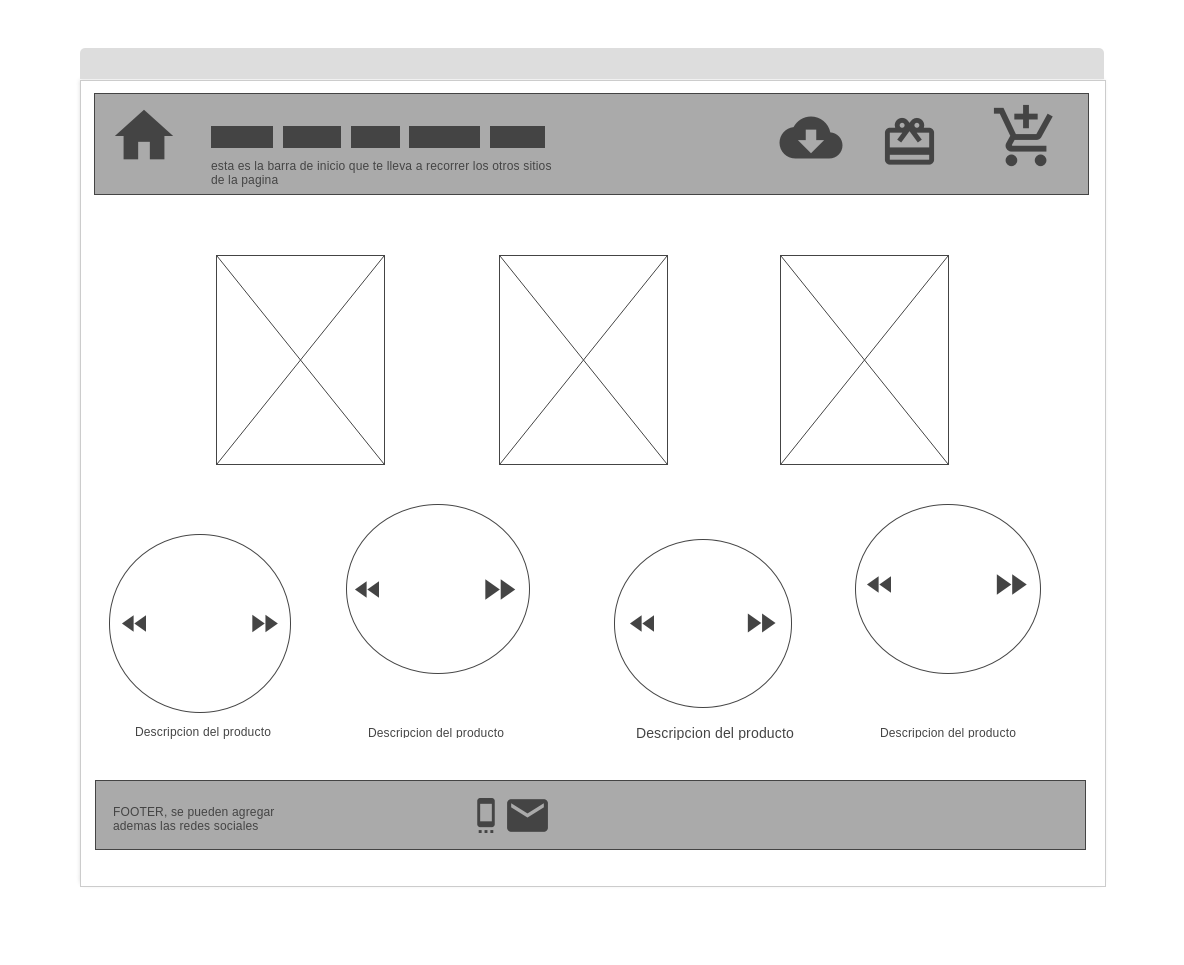 esta es la barra de inicio que te lleva a recorrer los otros sitios
de la pagina
Descripcion del producto
Descripcion del producto
Descripcion del producto
Descripcion del producto
FOOTER, se pueden agregar
ademas las redes sociales